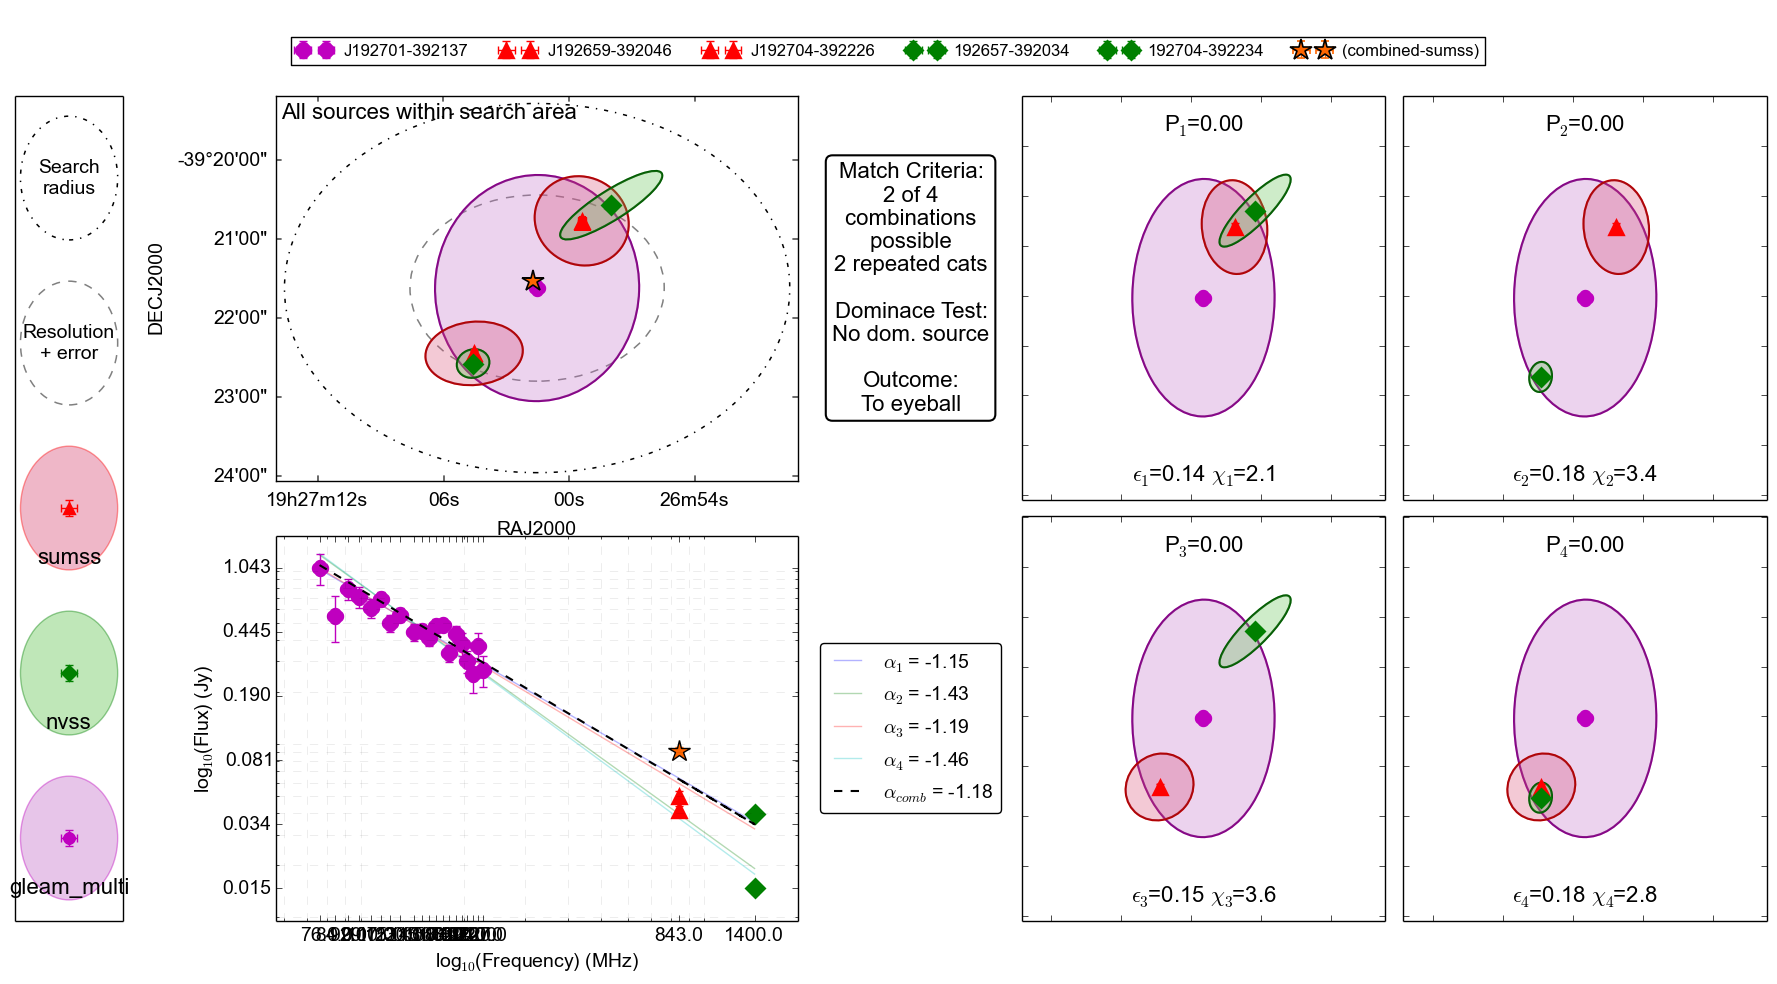 J192701-392137
J192659-392046
J192704-392226
192657-392034
192704-392234
(combined-sumss)
Search
radius
Resolution
+ error
sumss
nvss
gleam_multi
All sources within search area
DECJ2000
-39°20'00"
21'00"
22'00"
23'00"
24'00"
19h27m12s
06s
00s
26m54s
RAJ2000
Match Criteria:
2 of 4
combinations
possible
2 repeated cats
Dominace Test:
No dom. source
Outcome:
To eyeball
P1=0.00
ϵ1=0.14 χ1=2.1
P2=0.00
ϵ2=0.18 χ2=3.4
P3=0.00
ϵ3=0.15 χ3=3.6
P4=0.00
ϵ4=0.18 χ4=2.8
log10(Flux) (Jy)
1.043
0.445
0.190
0.081
0.034
0.015
843.0
1400.0
log10(Frequency) (MHz)
α1 = -1.15
α2 = -1.43
α3 = -1.19
α4 = -1.46
αcomb = -1.18